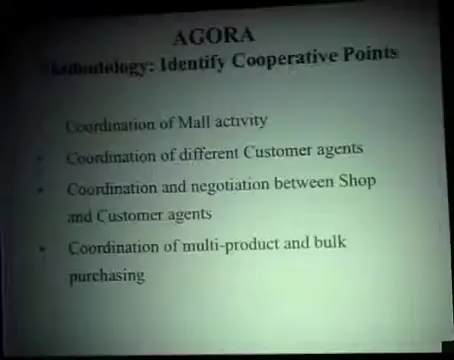 AGORA
Methodology: Identify Cooperative Points
Coordination of Mall activity
• Coordination of different Customer agents
• Coordination and negotiation between Shop
and Customer agents
• Coordination of multi-product and bulk
purchasing